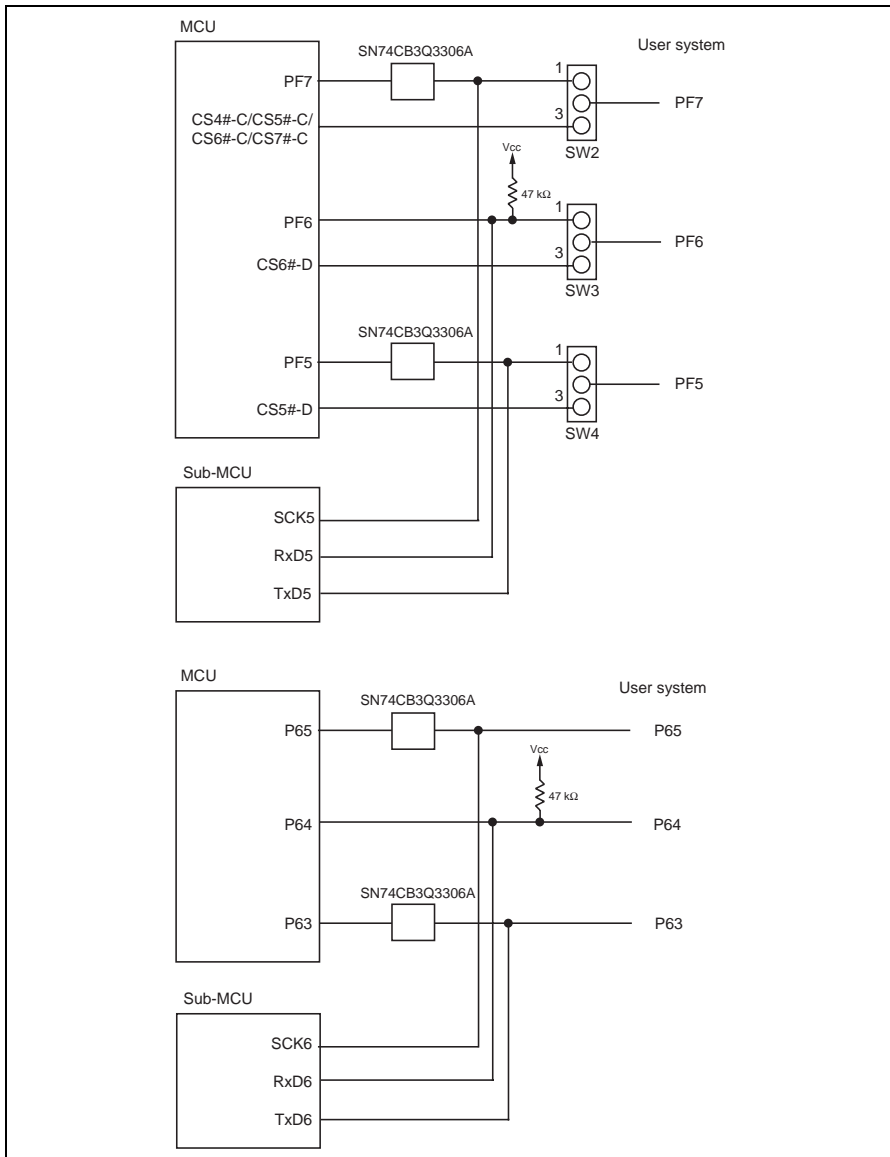 MCU
SN74CB3Q3306A
User system
PF7
1
PF7
CS4#-C/CS5#-C/
CS6#-C/CS7#-C
3
SW2
Vcc
47 kΩ
PF6
1
PF6
CS6#-D
3
SW3
SN74CB3Q3306A
PF5
1
PF5
CS5#-D
3
SW4
Sub-MCU
SCK5
RxD5
TxD5
MCU
User system
SN74CB3Q3306A
P65
P65
Vcc
47 kΩ
P64
P64
SN74CB3Q3306A
P63
P63
Sub-MCU
SCK6
RxD6
TxD6